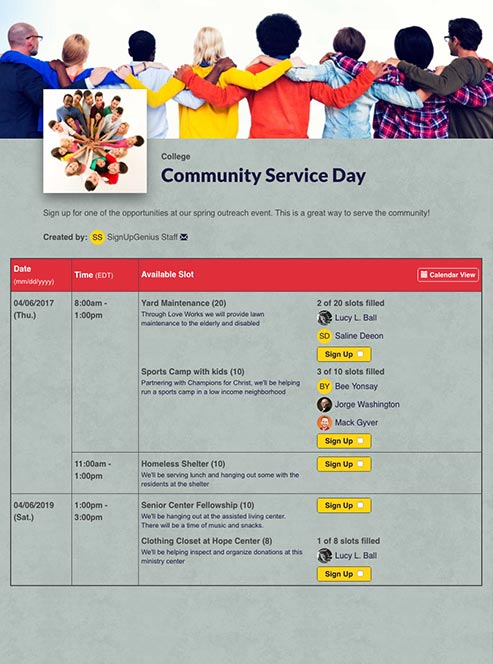 College
Community Service Day
Sign up for one of the opportunities at our spring outreach event. This is a great way to serve the community!
Created by: SS SignUpGenius Staff
Date
(mm/dd/yyyy)
Time (EDT)
Available Slot
Calendar View
04/06/2017
(Thu.)
8:00am -
1:00pm
Yard Maintenance (20)
Through Love Works we will provide lawn
maintenance to the elderly and disabled
2 of 20 slots filled
Lucy L. Ball
SD Saline Deeon
Sign Up
Sports Camp with kids (10)
Partnering with Champions for Christ, we'll be helping
run a sports camp in a low income neighborhood
3 of 10 slots filled
BY Bee Yonsay
Jorge Washington
Mack Gyver
Sign Up
11:00am -
1:00pm
Homeless Shelter (10)
We'll be serving lunch and hanging out some with the
residents at the shelter
Sign Up
04/06/2019
(Sat.)
1:00pm -
3:00pm
Senior Center Fellowship (10)
We'll be hanging out at the assisted living center.
There will be a time of music and snacks.
Sign Up
Clothing Closet at Hope Center (8)
We'll be helping inspect and organize donations at this
ministry center
1 of 8 slots filled
Lucy L. Ball
Sign Up